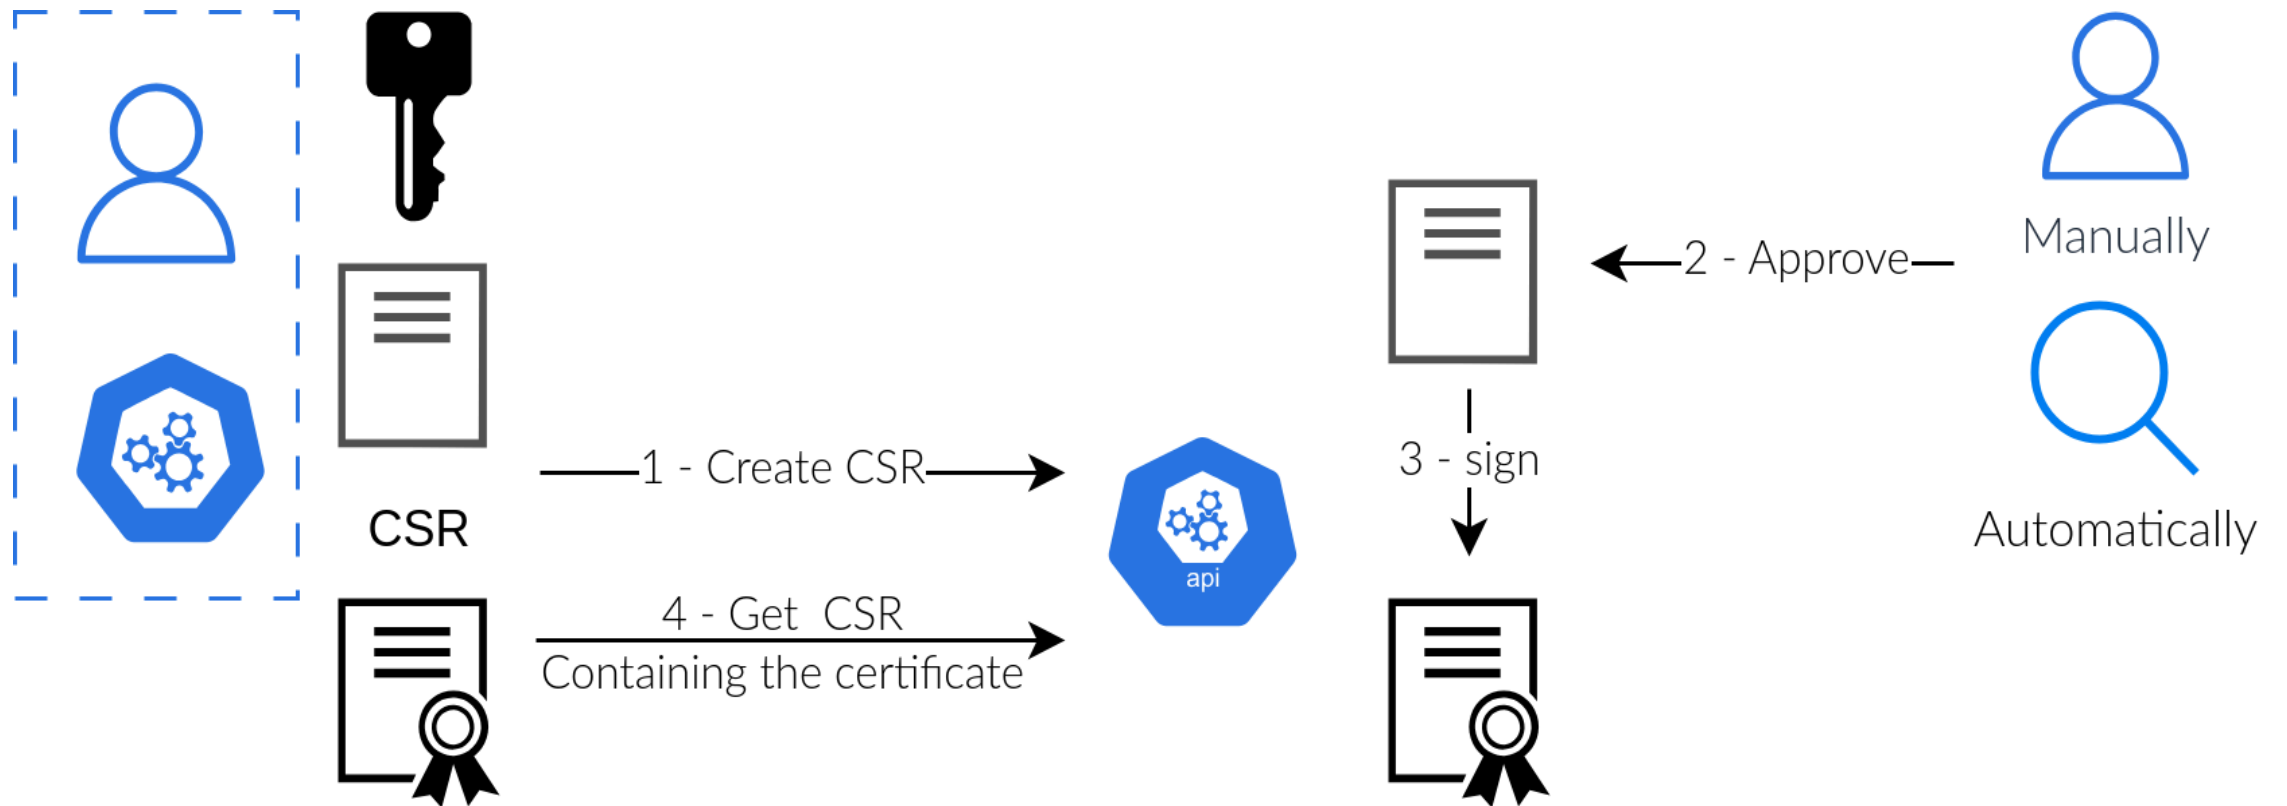 Manually
2 - Approve
1 - Create CSR
3 - sign
CSR
Automatically
api
4 - Get CSR
Containing the certificate